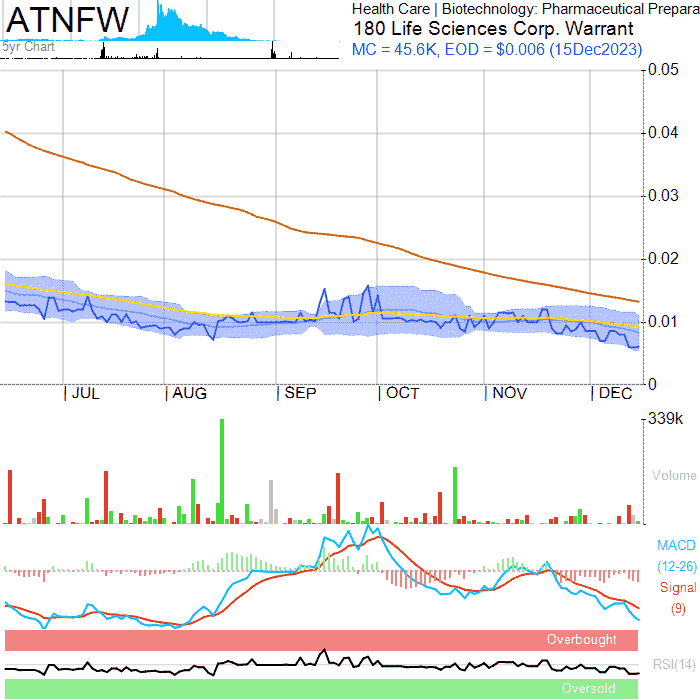 ATNFW
5yr Chart
Health Care | Biotechnology: Pharmaceutical Prepara
180 Life Sciences Corp. Warrant
MC = 45.6K, EOD = $0.006 (15Dec2023)
0.05
0.04
0.03
0.02
0.01
0
JUL AUG SEP OCT NOV DEC
339k
Volume
MACD
(12-26)
Signal
(9)
Overbought
RSI(14)
Oversold